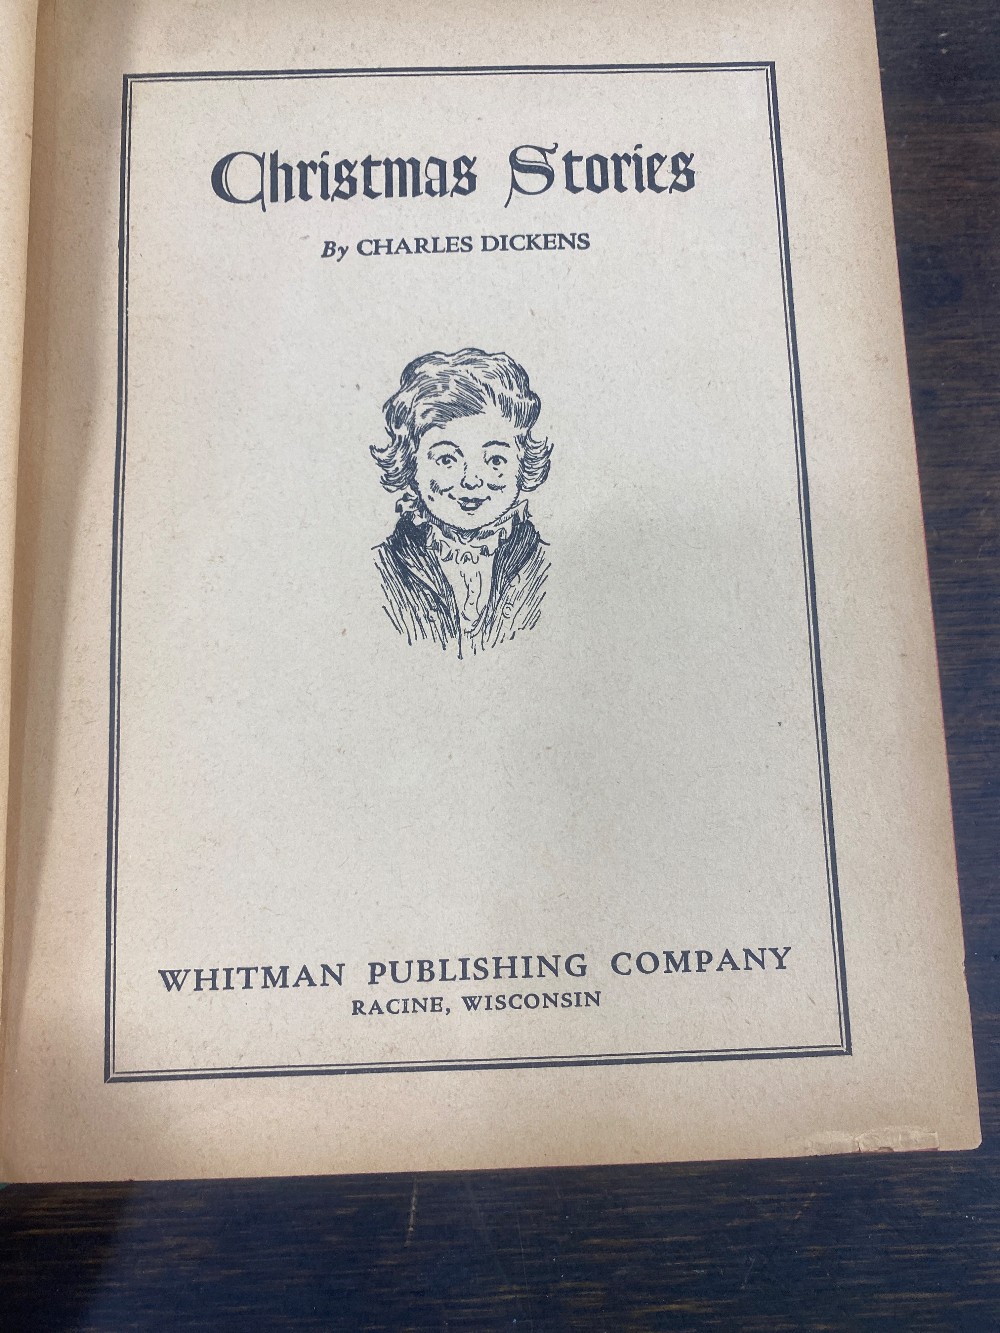 Christmas Stories
By CHARLES DICKENS
WHITMAN PUBLISHING COMPANY
RACINE, WISCONSIN